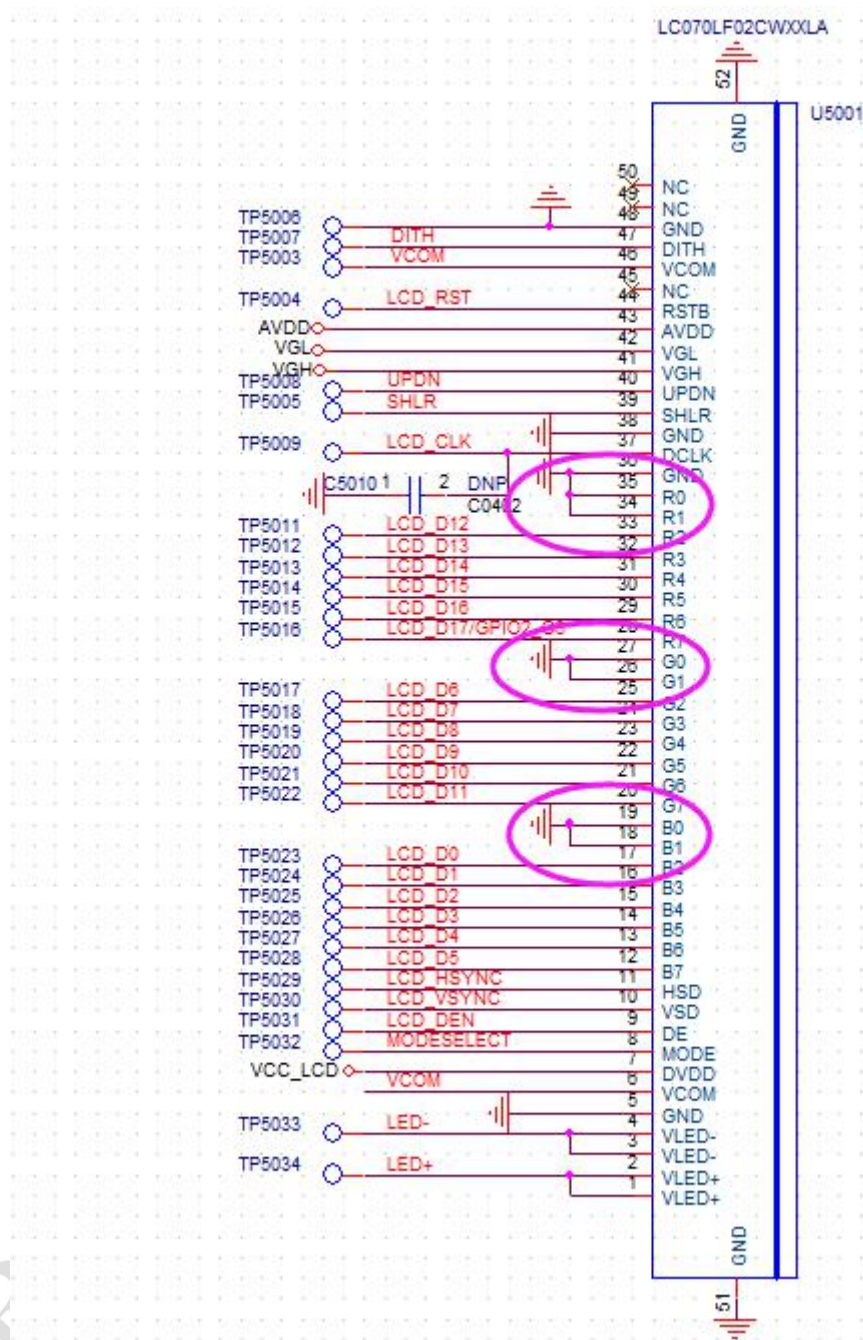 LC070LF02CWXXLA
52
GND
U5001
50 NC
49 NC
TP5006 48 GND
TP5007 DITH 47 DITH
TP5003 VCOM 46 VCOM
45 NC
TP5004 LCD_RST 44 RSTB
AVDD 43 AVDD
VGL 42 VGL
VGH 41 VGH
TP5008 UPDN 40 UPDN
TP5005 SHLR 39 SHLR
38 GND
TP5009 LCD_CLK 37 DCLK
36 GND
C5010 1 2 DNP 35 R0
C0402 34 R1
TP5011 LCD_D12 33 R2
TP5012 LCD_D13 32 R3
TP5013 LCD_D14 31 R4
TP5014 LCD_D15 30 R5
TP5015 LCD_D16 29 R6
TP5016 LCD_D17/GPIO2 28 R7
27 G0
26 G1
TP5017 LCD_D6 25 G2
TP5018 LCD_D7 24 G3
TP5019 LCD_D8 23 G4
TP5020 LCD_D9 22 G5
TP5021 LCD_D10 21 G6
TP5022 LCD_D11 20 G7
19 B0
18 B1
TP5023 LCD_D0 17 B2
TP5024 LCD_D1 16 B3
TP5025 LCD_D2 15 B4
TP5026 LCD_D3 14 B5
TP5027 LCD_D4 13 B6
TP5028 LCD_D5 12 B7
TP5029 LCD_HSYNC 11 HSD
TP5030 LCD_VSYNC 10 VSD
TP5031 LCD_DEN 9 DE
TP5032 MODESELECT 8 MODE
VCC_LCD 7 DVDD
VCOM 6 VCOM
5 GND
TP5033 LED- 4 VLED-
3 VLED-
TP5034 LED+ 2 VLED+
1 VLED+
GND
51